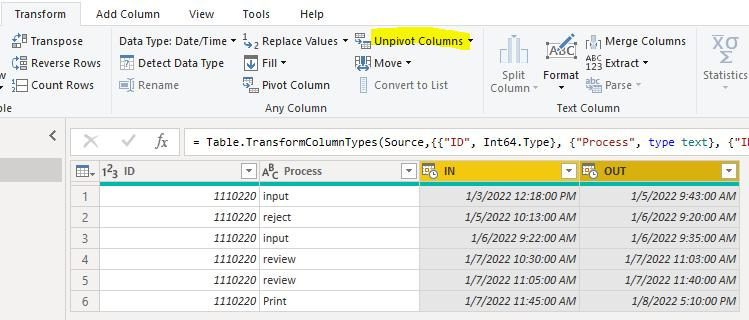 Transform Add Column View Tools Help
Transpose Data Type: Date/Time Replace Values Unpivot Columns Merge Columns
Reverse Rows Detect Data Type Fill Move Split Column Format ABC Extract Statistics
Count Rows Rename Pivot Column Convert to List Parse
Any Column Text Column
= Table.TransformColumnTypes(Source,{{"ID", Int64.Type}, {"Process", type text},
ID Process IN OUT
1 1110220 input 1/3/2022 12:18:00 PM 1/5/2022 9:43:00 AM
2 1110220 reject 1/5/2022 10:13:00 AM 1/6/2022 9:20:00 AM
3 1110220 input 1/6/2022 9:22:00 AM 1/6/2022 9:35:00 AM
4 1110220 review 1/7/2022 10:30:00 AM 1/7/2022 11:03:00 AM
5 1110220 review 1/7/2022 11:05:00 AM 1/7/2022 11:40:00 AM
6 1110220 Print 1/7/2022 11:45:00 AM 1/8/2022 5:10:00 PM